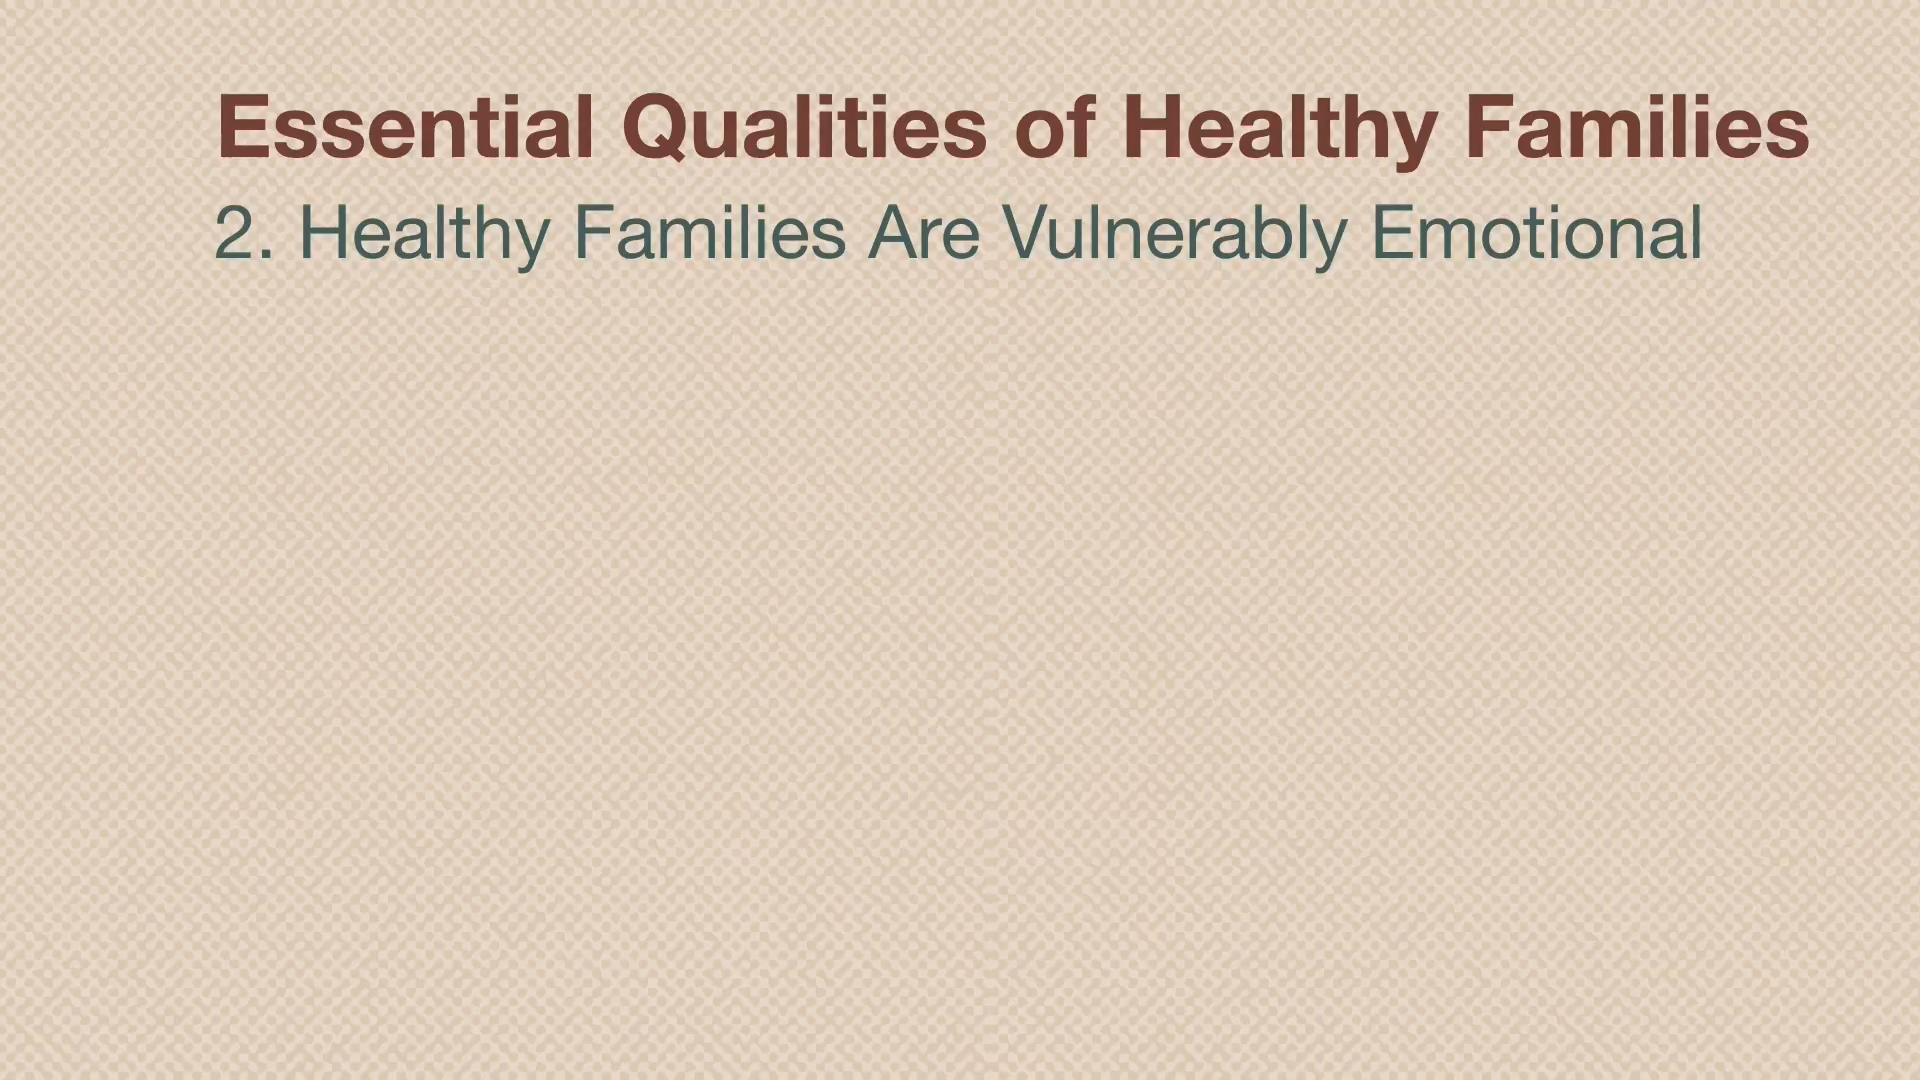 Essential Qualities of Healthy Families
2. Healthy Families Are Vulnerably Emotional